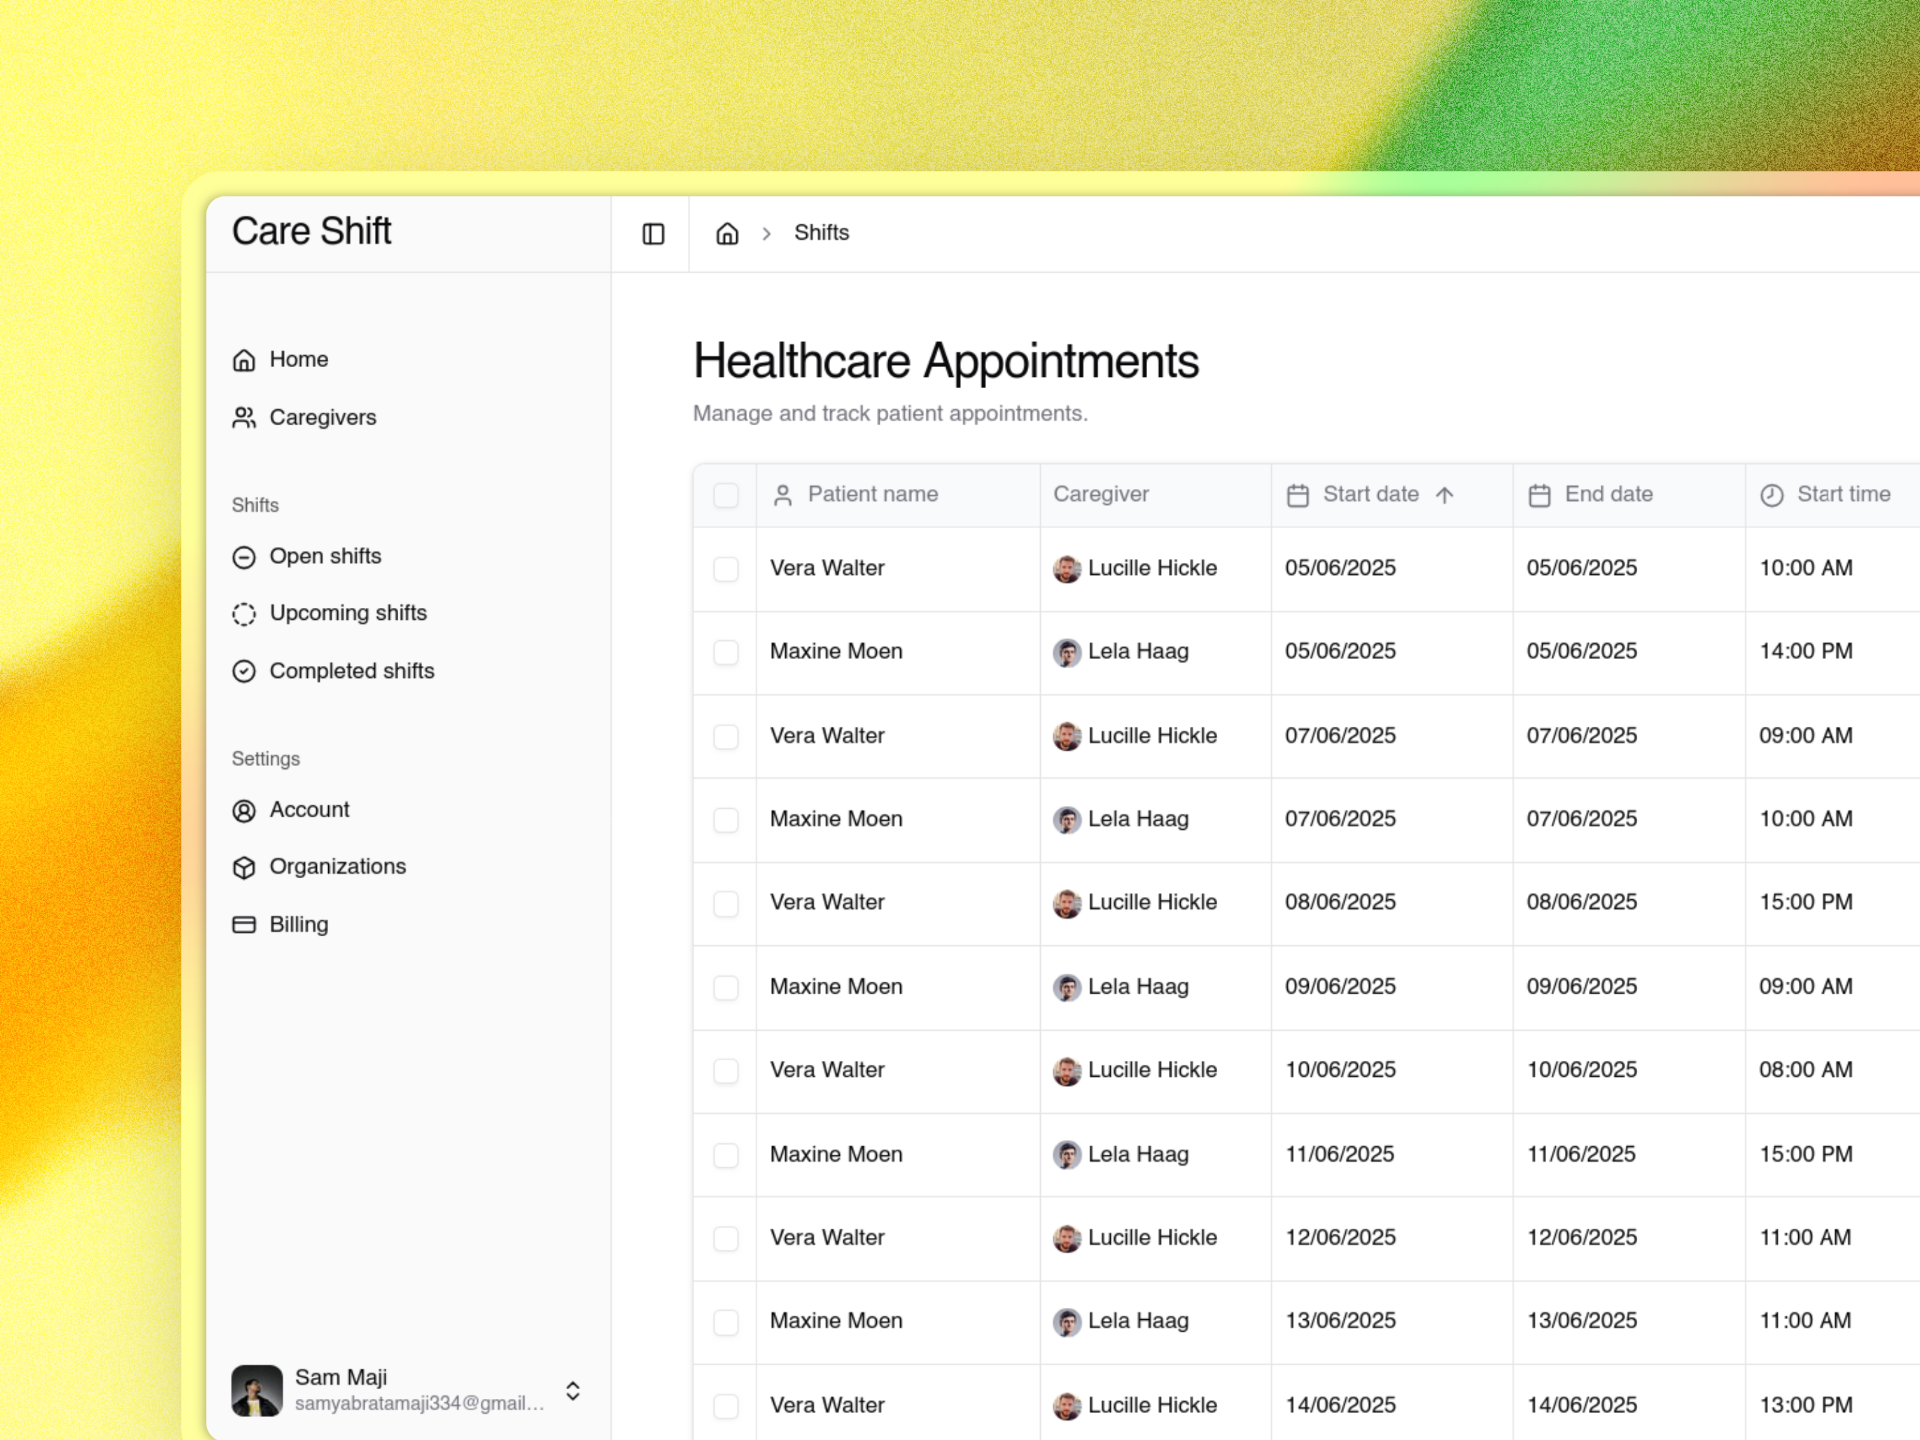 Care Shift
Shifts
Home
Caregivers
Shifts
Open shifts
Upcoming shifts
Completed shifts
Settings
Account
Organizations
Billing
Sam Maji
samyabratamaji334@gmail...
Healthcare Appointments
Manage and track patient appointments.
Patient name Caregiver Start date End date Start time
Vera Walter Lucille Hickle 05/06/2025 05/06/2025 10:00 AM
Maxine Moen Lela Haag 05/06/2025 05/06/2025 14:00 PM
Vera Walter Lucille Hickle 07/06/2025 07/06/2025 09:00 AM
Maxine Moen Lela Haag 07/06/2025 07/06/2025 10:00 AM
Vera Walter Lucille Hickle 08/06/2025 08/06/2025 15:00 PM
Maxine Moen Lela Haag 09/06/2025 09/06/2025 09:00 AM
Vera Walter Lucille Hickle 10/06/2025 10/06/2025 08:00 AM
Maxine Moen Lela Haag 11/06/2025 11/06/2025 15:00 PM
Vera Walter Lucille Hickle 12/06/2025 12/06/2025 11:00 AM
Maxine Moen Lela Haag 13/06/2025 13/06/2025 11:00 AM
Vera Walter Lucille Hickle 14/06/2025 14/06/2025 13:00 PM